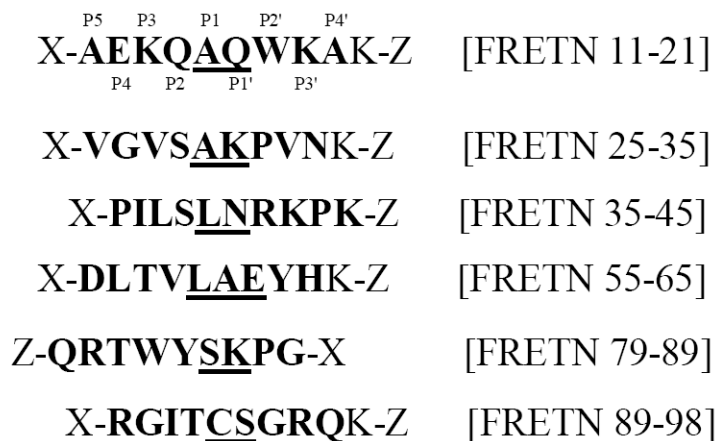 P5 P3 P1 P2' P4'
X-AEKQAQWKAK-Z [FRETN 11-21]
P4 P2 P1' P3'
X-VGVSAKPVNK-Z [FRETN 25-35]
X-PILSLNRKPK-Z [FRETN 35-45]
X-DLTVLAEYHK-Z [FRETN 55-65]
Z-QRTWYSKPG-X [FRETN 79-89]
X-RGITCSGRQK-Z [FRETN 89-98]